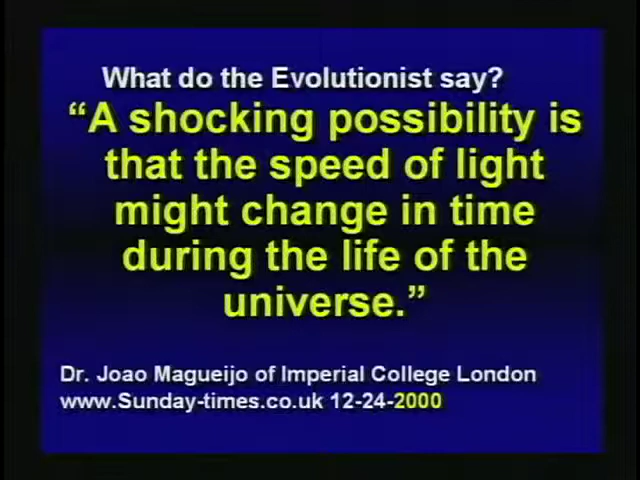 What do the Evolutionist say?
“A shocking possibility is
that the speed of light
might change in time
during the life of the
universe.”
Dr. Joao Magueijo of Imperial College London
www.Sunday-times.co.uk 12-24-2000